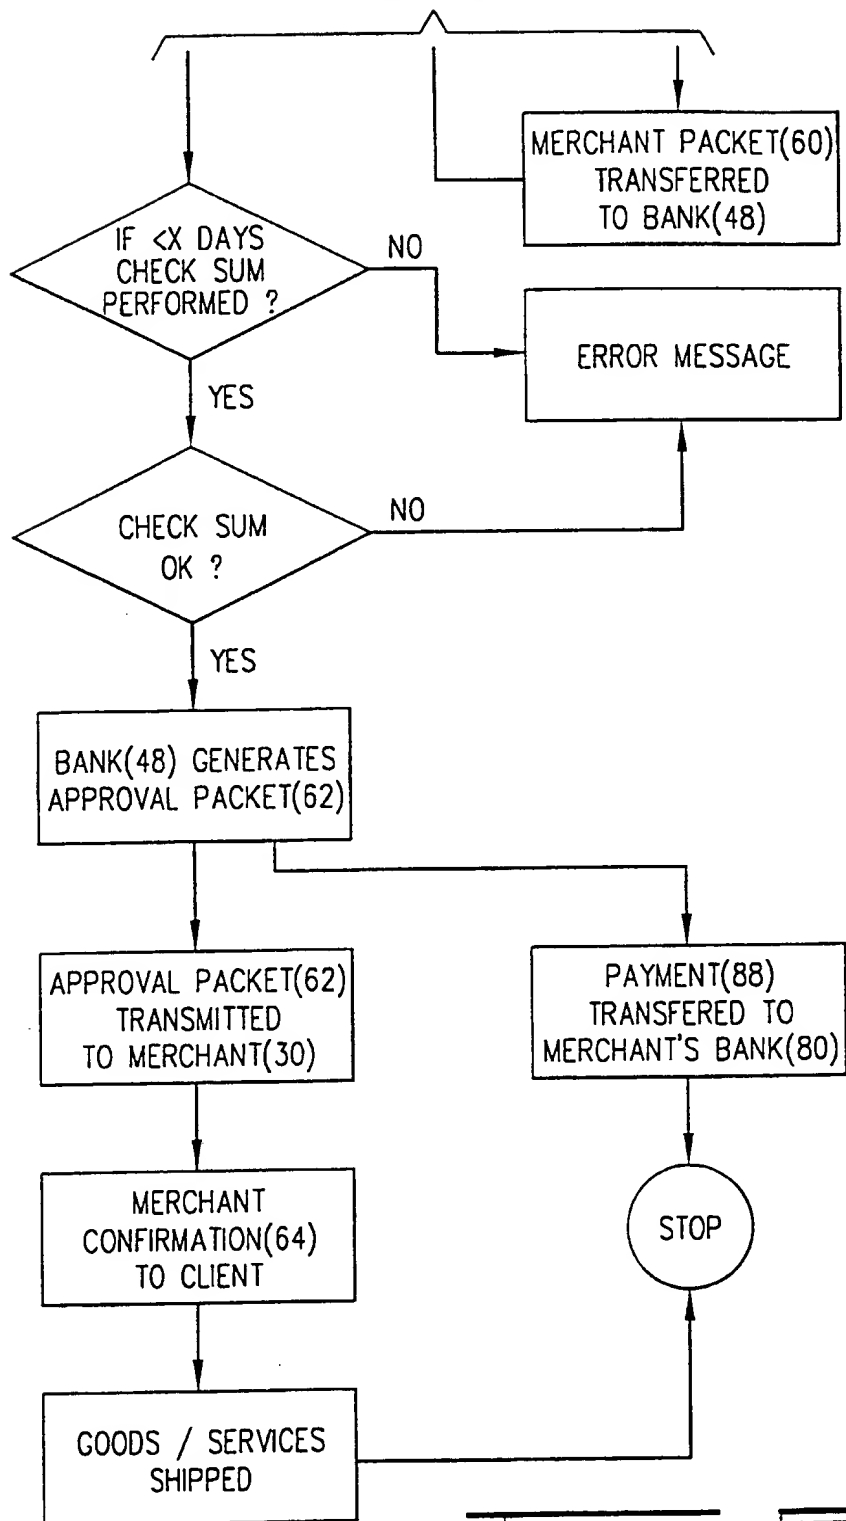 MERCHANT PACKET(60)
TRANSFERRED
TO BANK(48)
IF <X DAYS
CHECK SUM
PERFORMED ?
NO
ERROR MESSAGE
YES
CHECK SUM
OK ?
NO
YES
BANK(48) GENERATES
APPROVAL PACKET(62)
APPROVAL PACKET(62)
TRANSMITTED
TO MERCHANT(30)
PAYMENT(88)
TRANSFERED TO
MERCHANT'S BANK(80)
MERCHANT
CONFIRMATION(64)
TO CLIENT
STOP
GOODS / SERVICES
SHIPPED